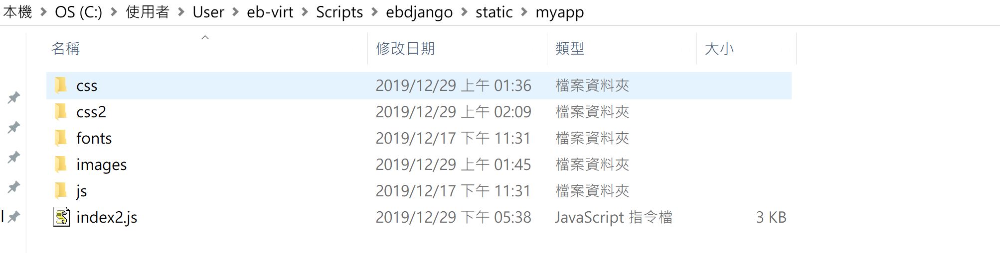 本機 > OS (C:) > 使用者 > User > eb-virt > Scripts > ebdjango > static > myapp
名稱 修改日期 類型 大小
css 2019/12/29 上午 01:36 檔案資料夾
css2 2019/12/29 上午 02:09 檔案資料夾
fonts 2019/12/17 下午 11:31 檔案資料夾
images 2019/12/29 上午 01:45 檔案資料夾
js 2019/12/17 下午 11:31 檔案資料夾
index2.js 2019/12/29 下午 05:38 JavaScript 指令檔 3 KB